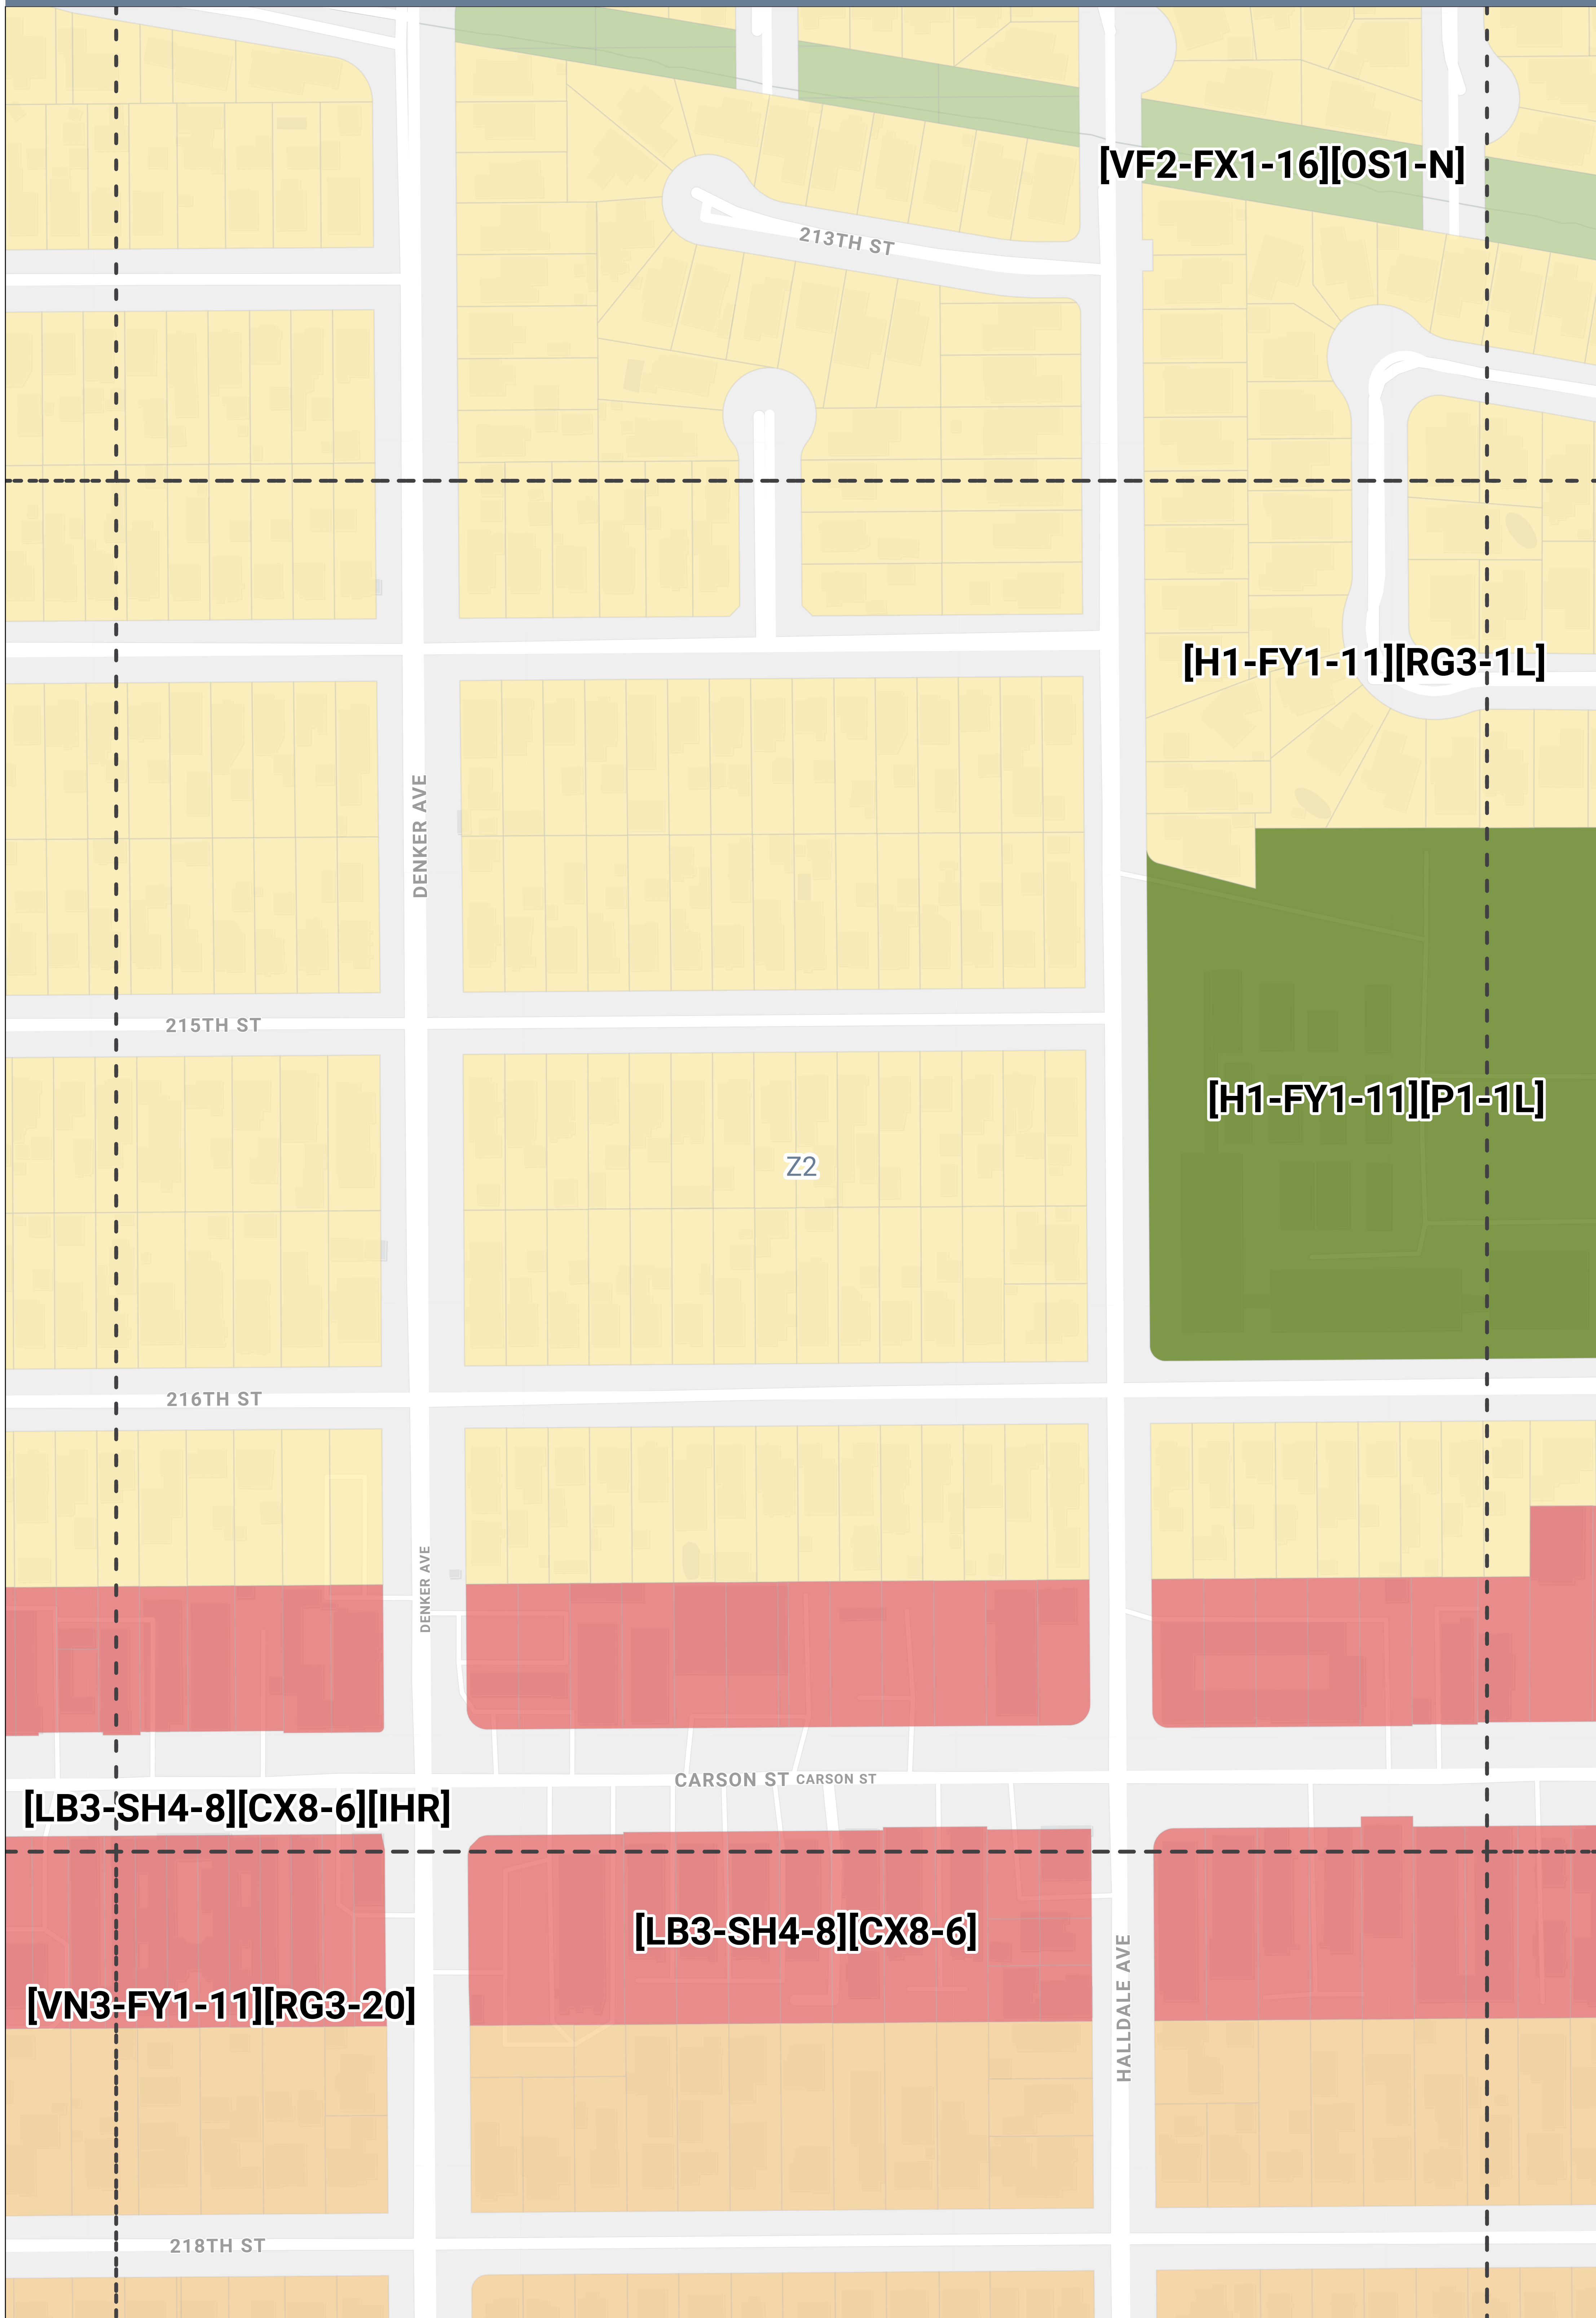 [VF2-FX1-16][OS1-N]
213TH ST
[H1-FY1-11][RG3-1L]
DENKER AVE
215TH ST
[H1-FY1-11][P1-1L]
Z2
216TH ST
DENKER AVE
CARSON ST CARSON ST
[LB3-SH4-8][CX8-6][IHR]
[LB3-SH4-8][CX8-6]
[VN3-FY1-11][RG3-20]
HALLDALE AVE
218TH ST